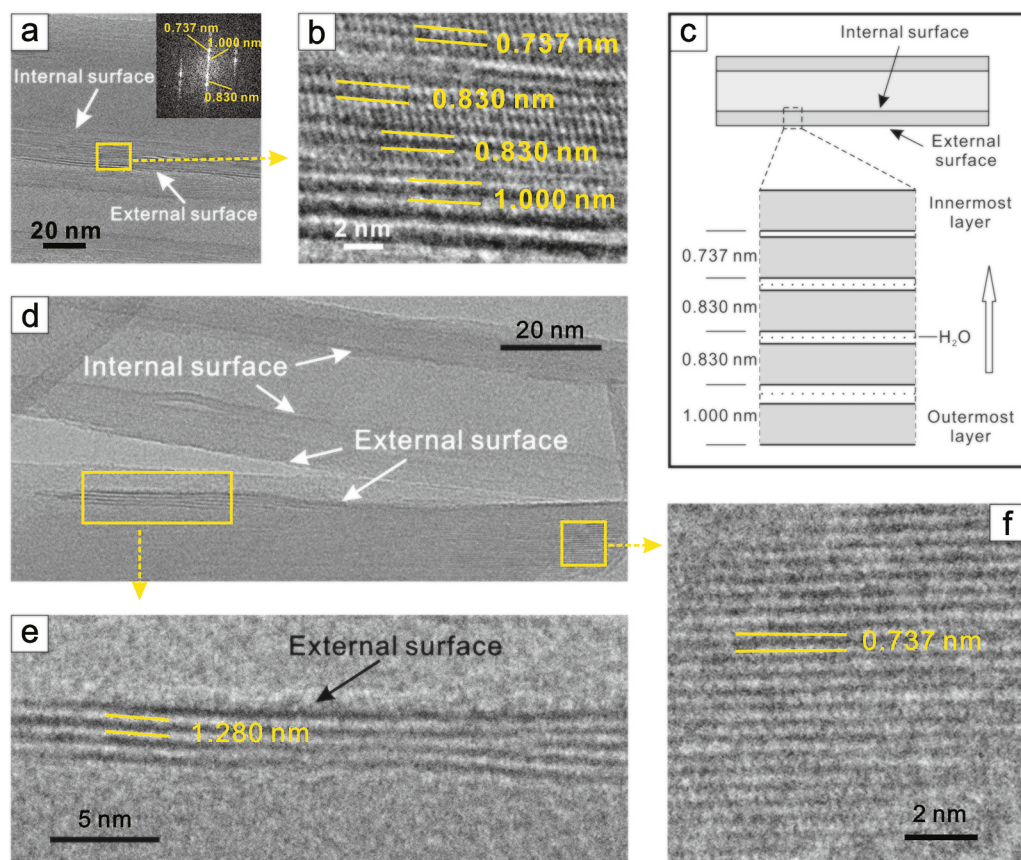 a
0.737 nm
1.000 nm
0.830 nm
Internal surface
External surface
20 nm
b
0.737 nm
0.830 nm
0.830 nm
1.000 nm
2 nm
c
Internal surface
External
surface
Innermost
layer
0.737 nm
0.830 nm
H₂O
0.830 nm
1.000 nm
Outermost
layer
d
20 nm
Internal surface
External surface
e
External surface
1.280 nm
5 nm
f
0.737 nm
2 nm